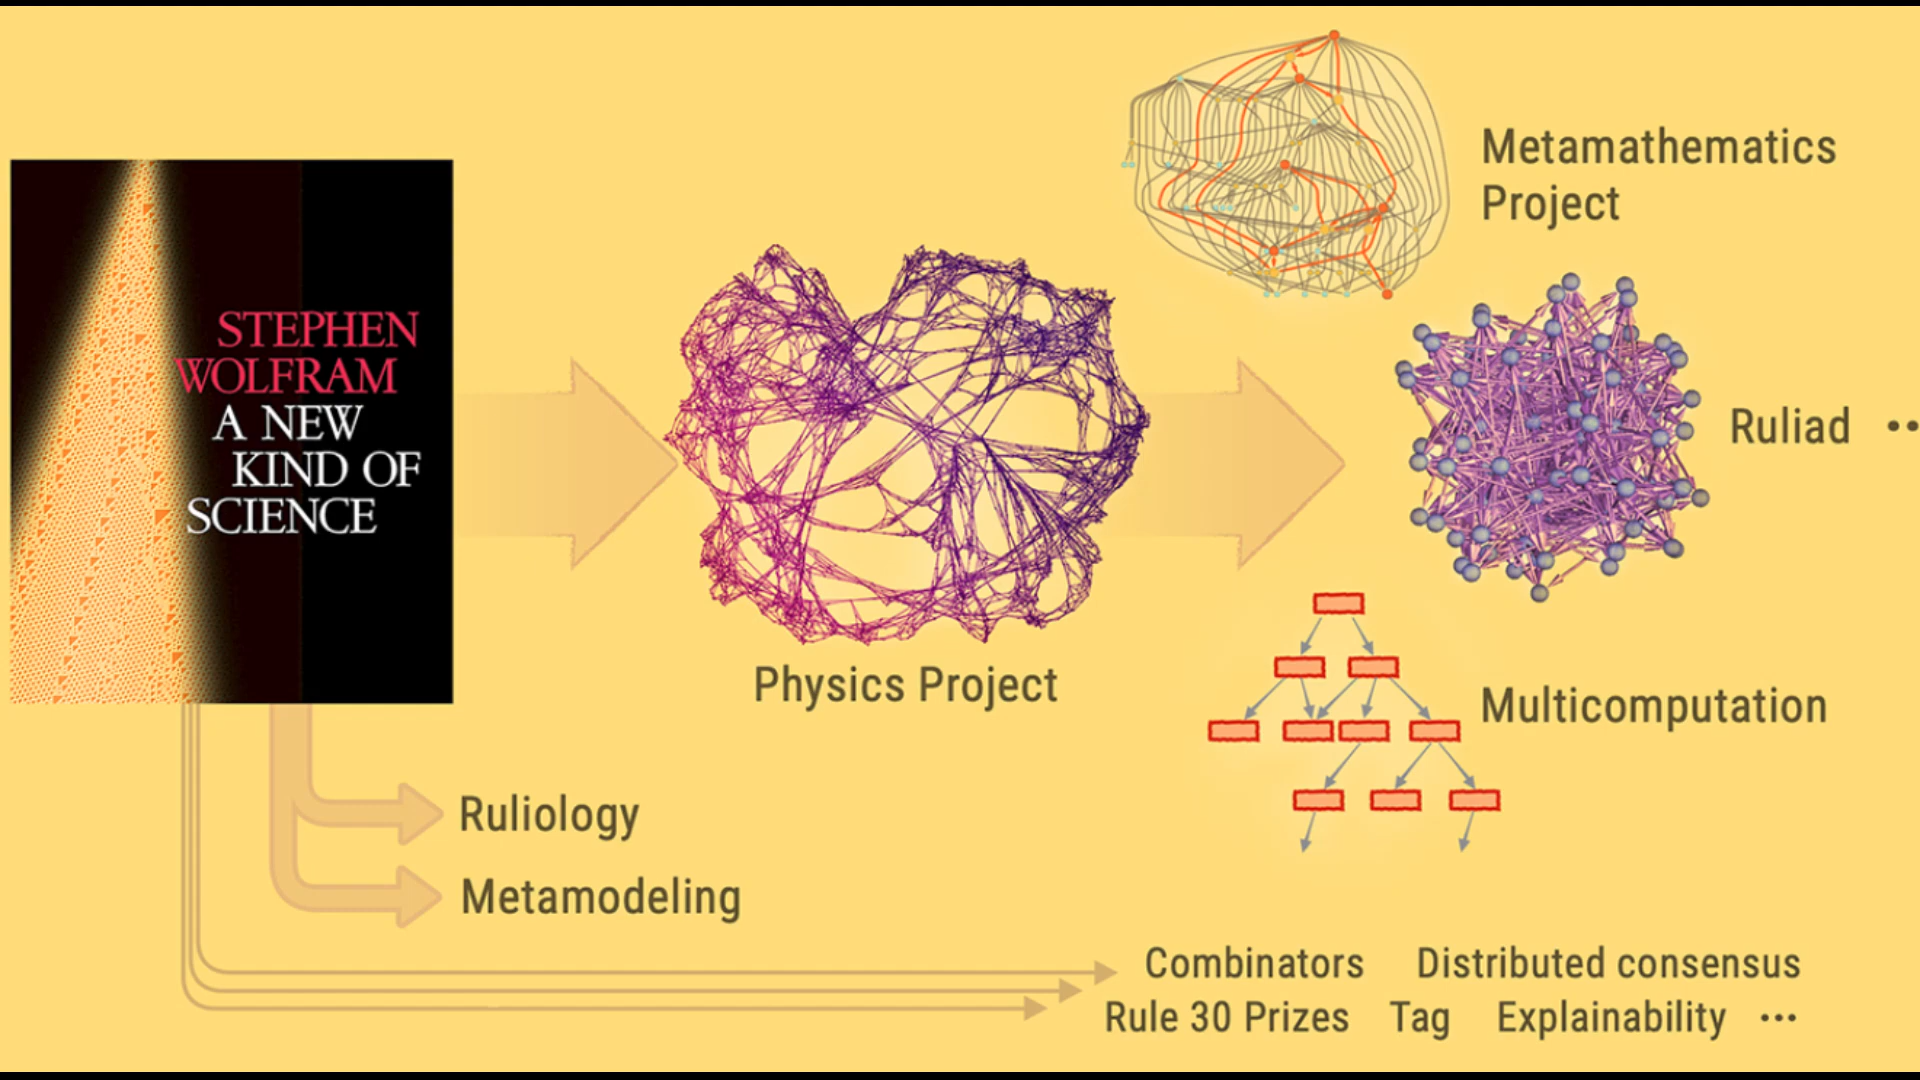 STEPHEN
WOLFRAM
A NEW
KIND OF
SCIENCE
Physics Project
Metamathematics
Project
Ruliad ••
Multicomputation
Ruliology
Metamodeling
Combinators Distributed consensus
Rule 30 Prizes Tag Explainability •••